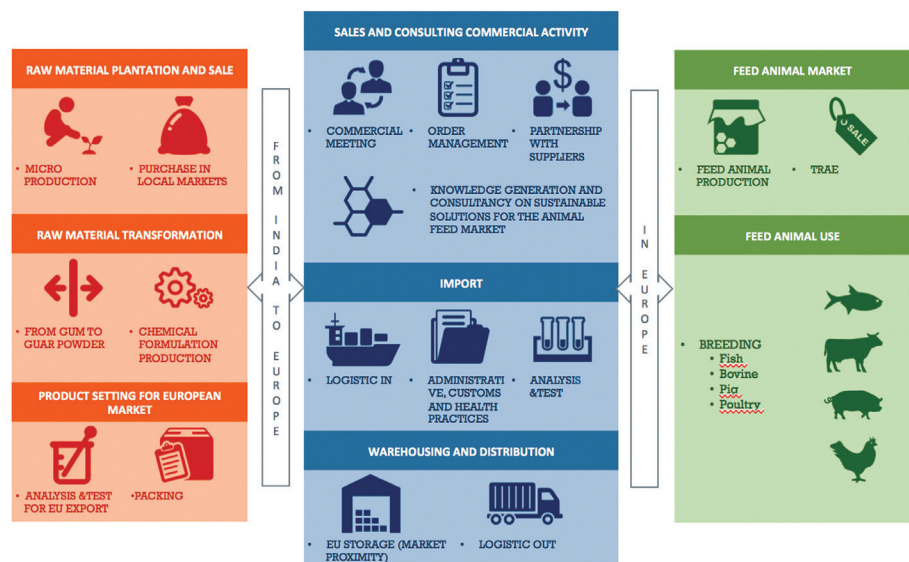 RAW MATERIAL PLANTATION AND SALE
• MICRO
PRODUCTION
• PURCHASE IN
LOCAL MARKETS
RAW MATERIAL TRANSFORMATION
• FROM GUM TO
GUAR POWDER
• CHEMICAL
FORMULATION
PRODUCTION
PRODUCT SETTING FOR EUROPEAN
MARKET
• ANALYSIS &TEST
FOR EU EXPORT
•PACKING
FROM INDIA TO EUROPE
SALES AND CONSULTING COMMERCIAL ACTIVITY
$
• COMMERCIAL
MEETING
• ORDER
MANAGEMENT
• PARTNERSHIP
WITH
SUPPLIERS
• KNOWLEDGE GENERATION AND
CONSULTANCY ON SUSTAINABLE
SOLUTIONS FOR THE ANIMAL
FEED MARKET
IMPORT
• LOGISTIC IN
• ADMINISTRATI
VE, CUSTOMS
AND HEALTH
PRACTICES
• ANALYSIS
&TEST
WAREHOUSING AND DISTRIBUTION
• EU STORAGE (MARKET
PROXIMITY)
• LOGISTIC OUT
IN EUROPE
FEED ANIMAL MARKET
SALE
• FEED ANIMAL
PRODUCTION
• TRAE
FEED ANIMAL USE
• BREEDING
• Fish
• Bovine
• Pig
• Poultry